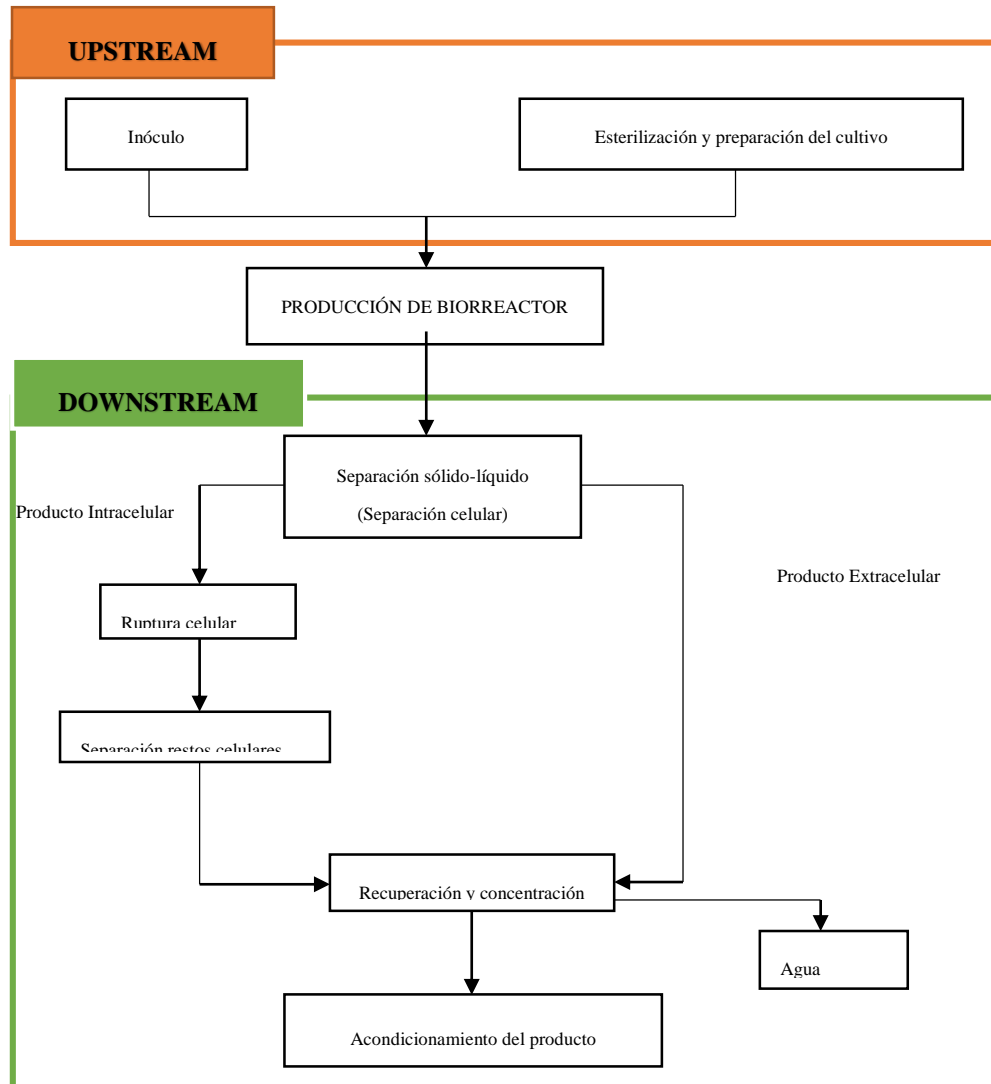 UPSTREAM
Inóculo
Esterilización y preparación del cultivo
PRODUCCIÓN DE BIORREACTOR
DOWNSTREAM
Separación sólido-líquido
(Separación celular)
Producto Intracelular
Producto Extracelular
Ruptura celular
Separación restos celulares
Recuperación y concentración
Agua
Acondicionamiento del producto